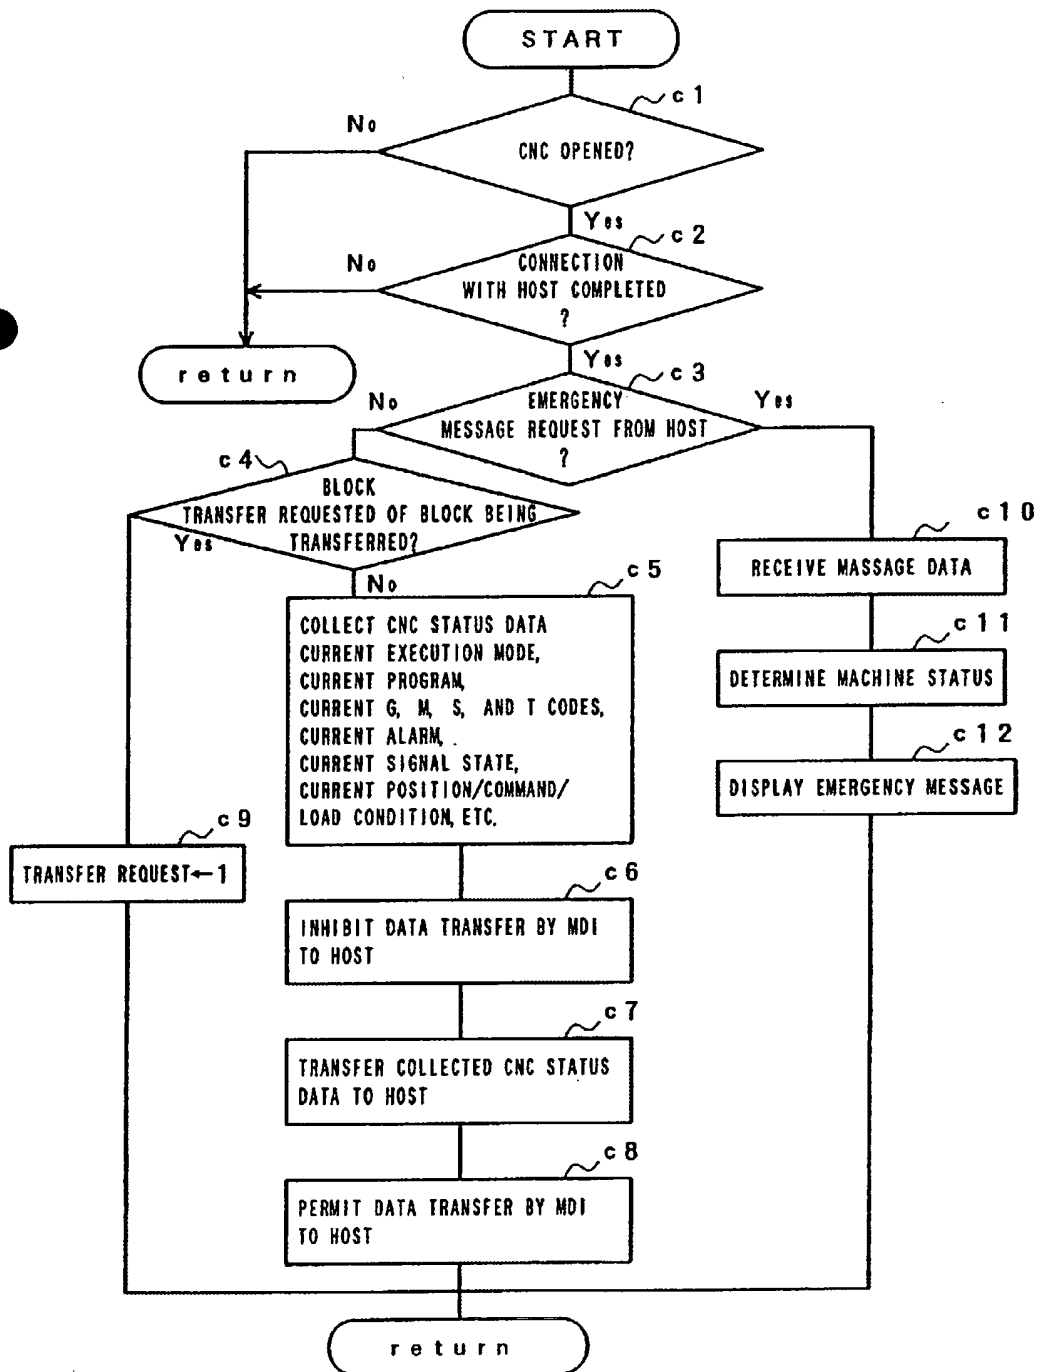 START
c1
No
CNC OPENED?
Yes
c2
No
CONNECTION
WITH HOST COMPLETED
?
return
Yes
c3
No
EMERGENCY
MESSAGE REQUEST FROM HOST
?
Yes
c4
BLOCK
TRANSFER REQUESTED OF BLOCK BEING
TRANSFERRED?
Yes
No
c10
RECEIVE MASSAGE DATA
c5
COLLECT CNC STATUS DATA
CURRENT EXECUTION MODE,
CURRENT PROGRAM,
CURRENT G, M, S, AND T CODES,
CURRENT ALARM,
CURRENT SIGNAL STATE,
CURRENT POSITION/COMMAND/
LOAD CONDITION, ETC.
c11
DETERMINE MACHINE STATUS
c12
DISPLAY EMERGENCY MESSAGE
c9
TRANSFER REQUEST←1
c6
INHIBIT DATA TRANSFER BY MDI
TO HOST
c7
TRANSFER COLLECTED CNC STATUS
DATA TO HOST
c8
PERMIT DATA TRANSFER BY MDI
TO HOST
return